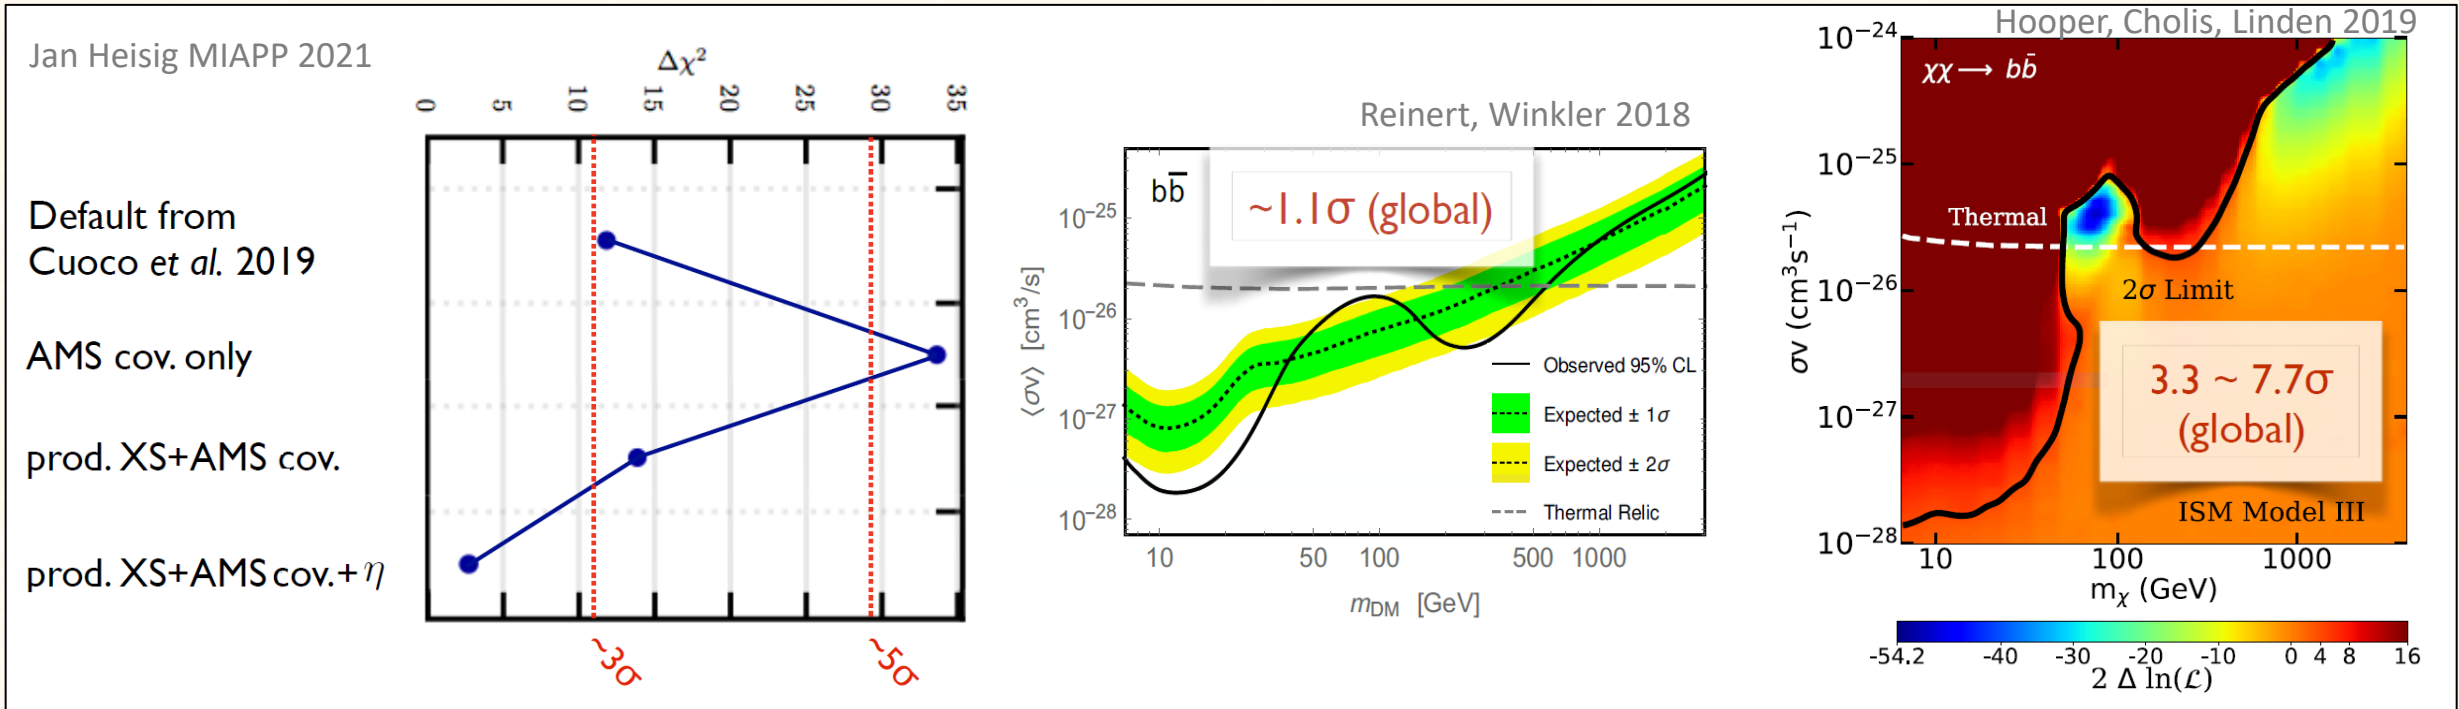 Jan Heisig MIAPP 2021
Δχ²
0 5 10 15 20 25 30 35
Default from
Cuoco et al. 2019
AMS cov. only
prod. XS+AMS cov.
prod. XS+AMS cov.+ η
~3σ
~5σ
Reinert, Winkler 2018
bb̄
~1.1σ (global)
⟨σv⟩ [cm³/s]
10⁻²⁵
10⁻²⁶
10⁻²⁷
10⁻²⁸
Observed 95% CL
Expected ± 1σ
Expected ± 2σ
Thermal Relic
10 50 100 500 1000
m_DM [GeV]
Hooper, Cholis, Linden 2019
χχ → bb̄
σv (cm³s⁻¹)
10⁻²⁴
10⁻²⁵
10⁻²⁶
10⁻²⁷
10⁻²⁸
Thermal
2σ Limit
3.3 ~ 7.7σ
(global)
ISM Model III
10 100 1000
m_χ (GeV)
-54.2 -40 -30 -20 -10 0 4 8 16
2 Δ ln(ℒ)